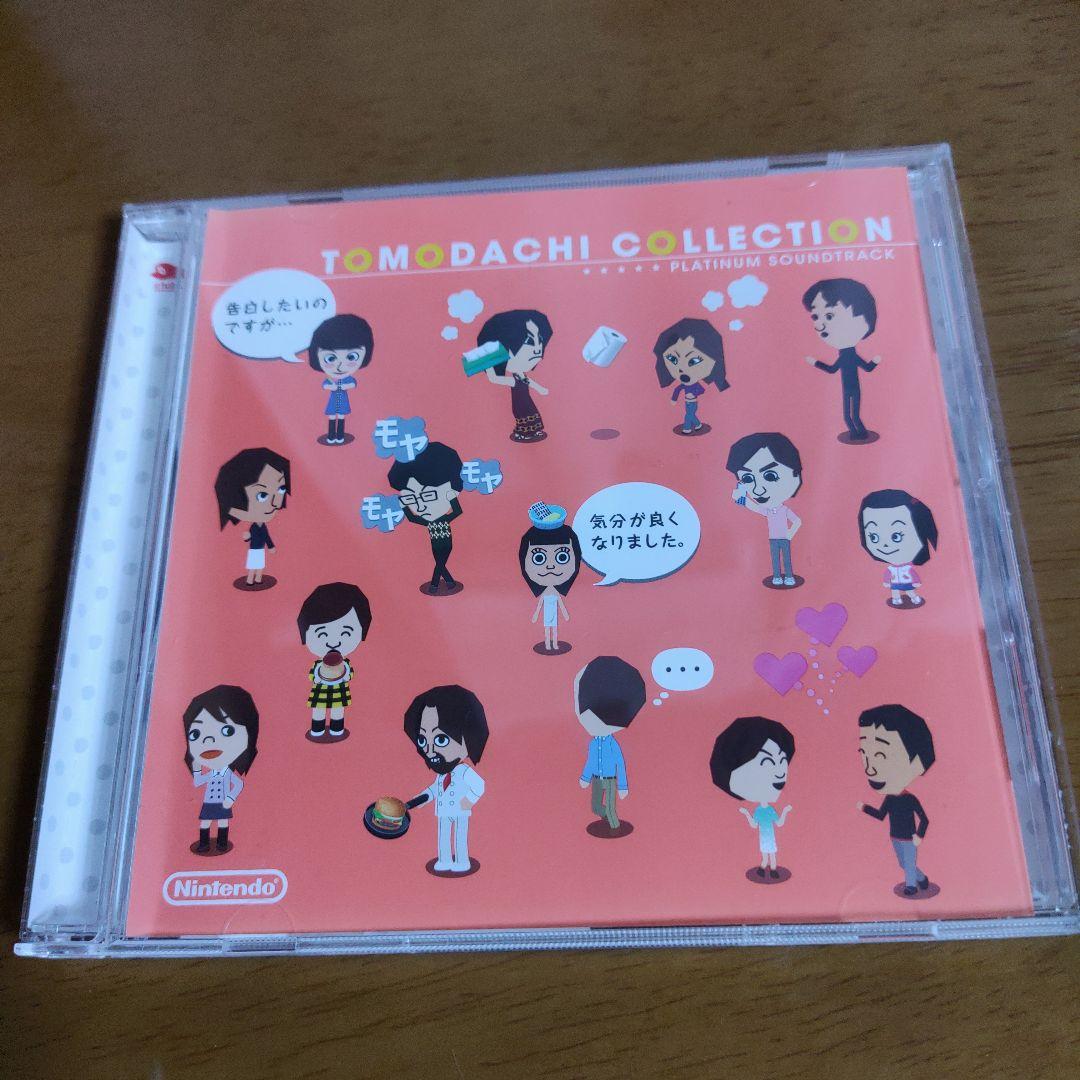 TOMODACHI COLLECTION
★★★★★ PLATINUM SOUNDTRACK
告白したいの
ですが…
モヤ
モヤ
モヤ
気分が良く
なりました。
...
Nintendo®